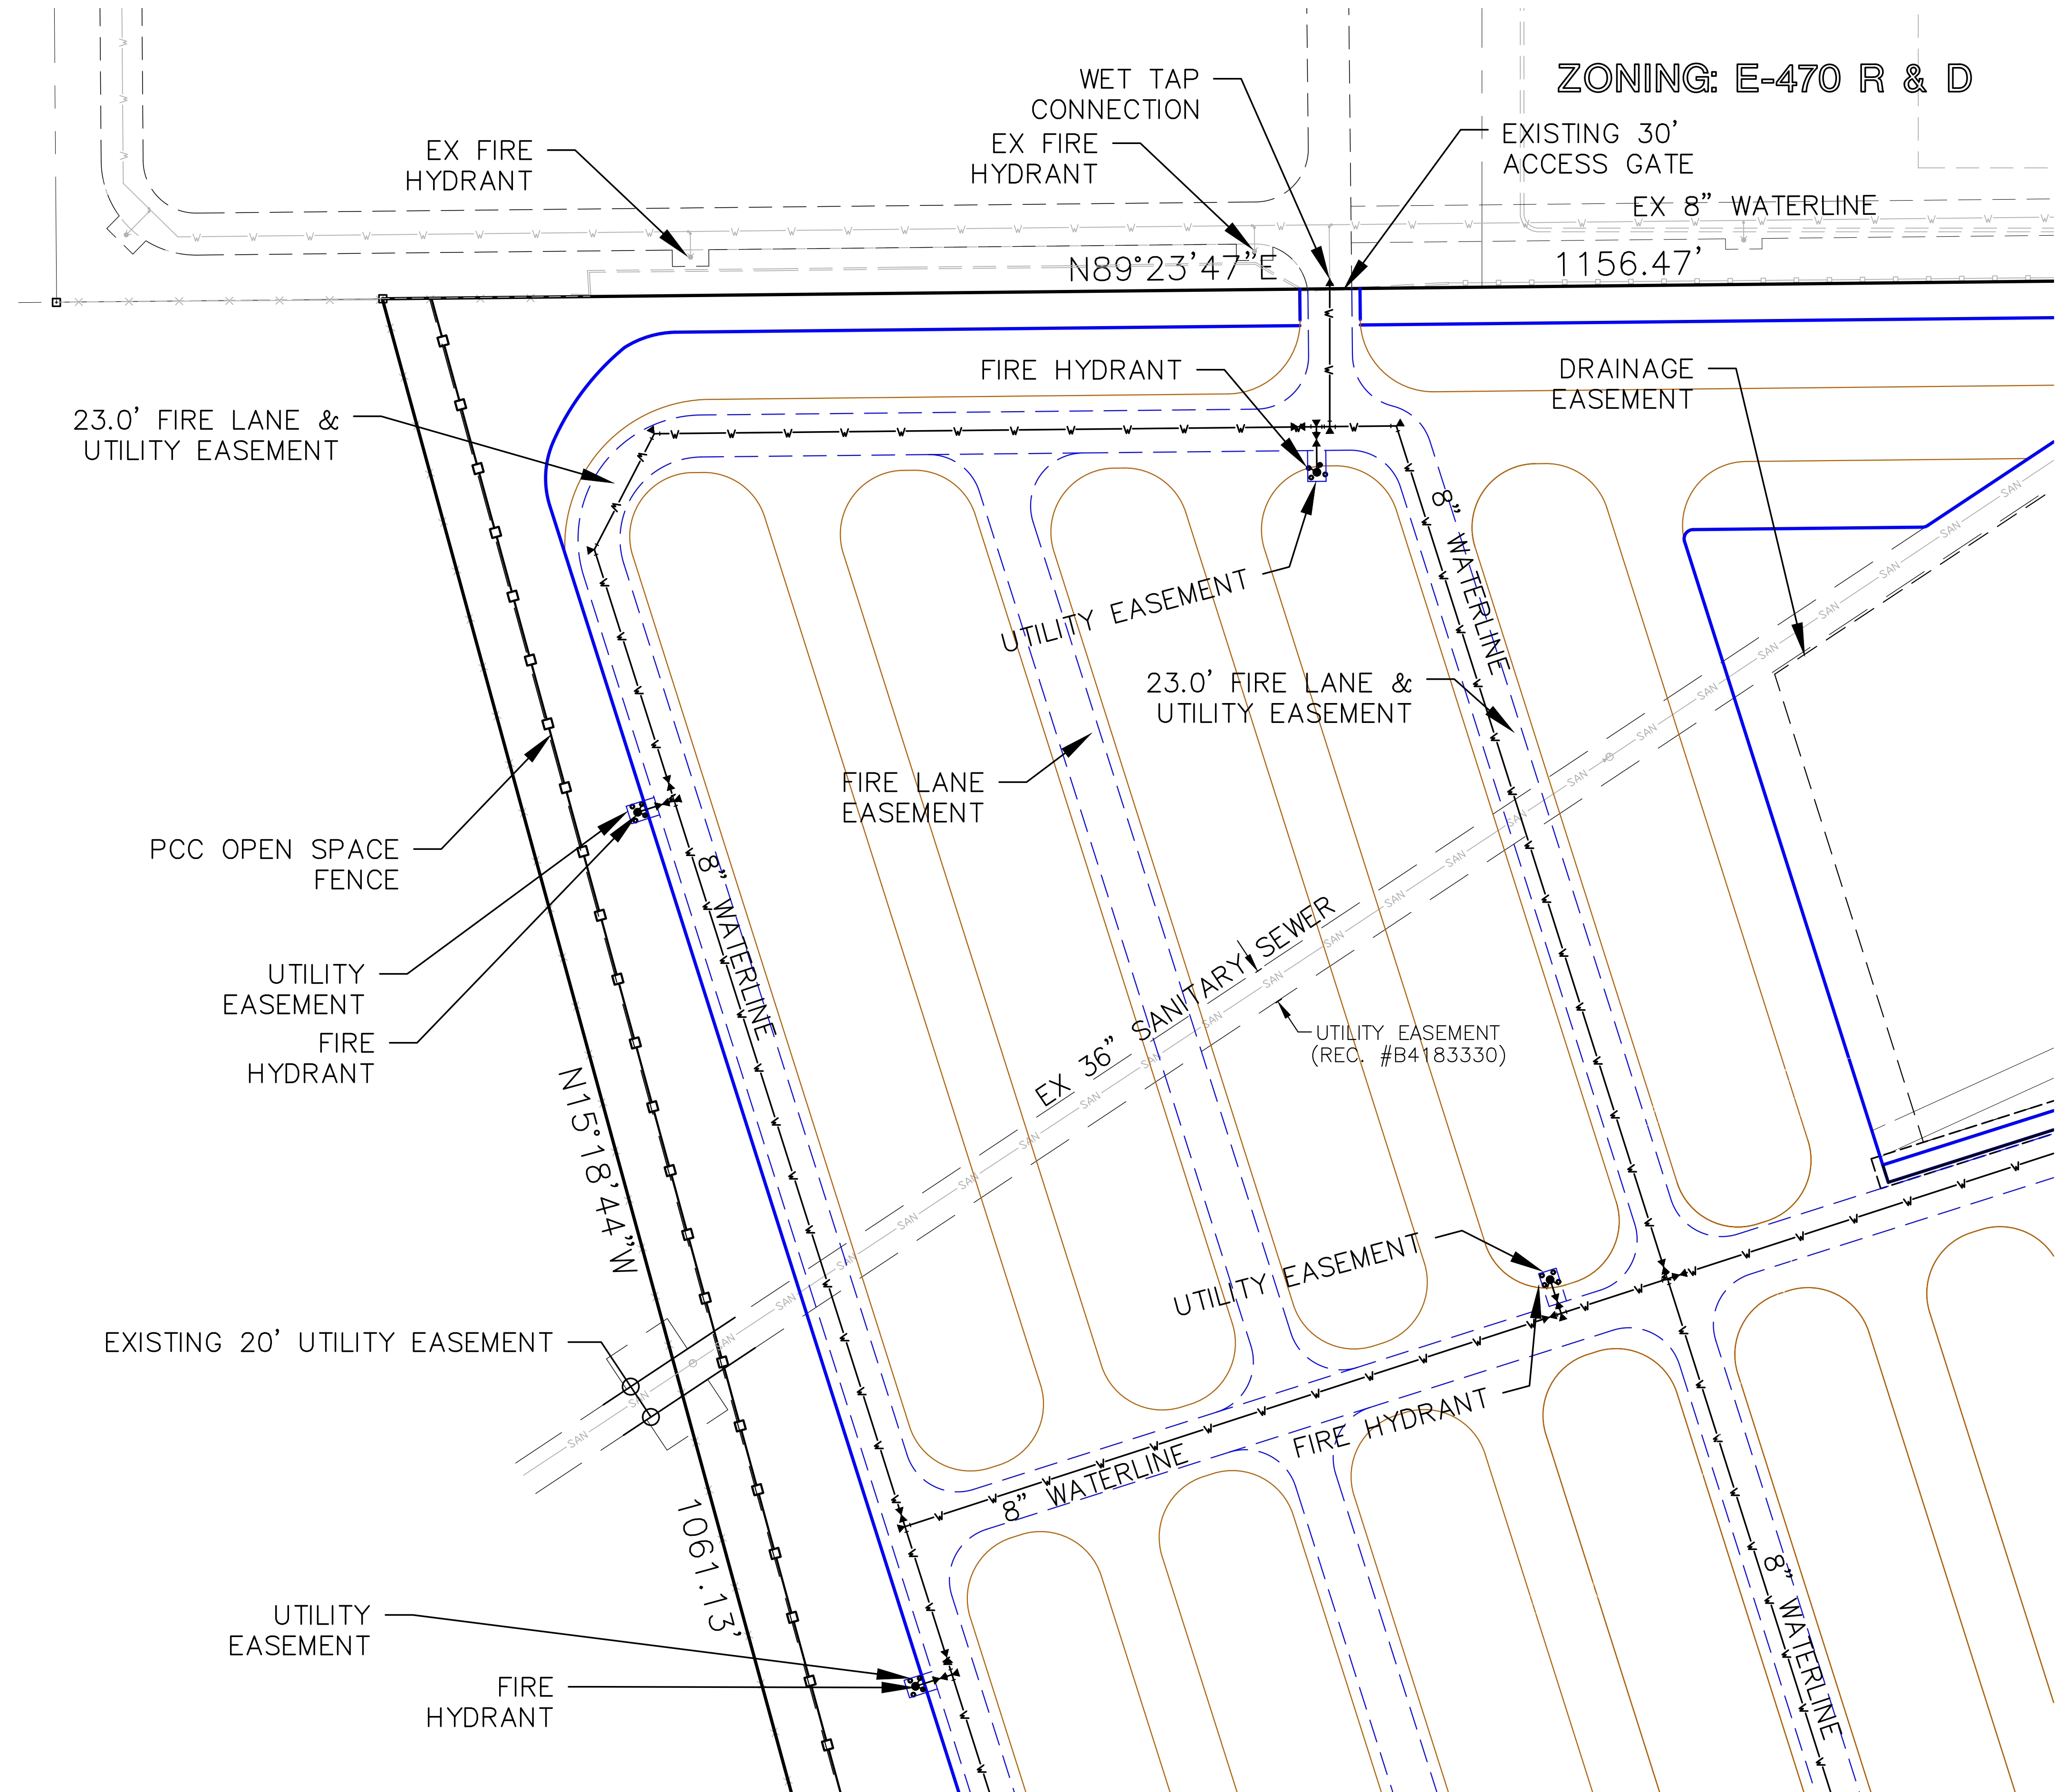 WET TAP
CONNECTION
ZONING: E-470 R & D
EX FIRE
HYDRANT
EX FIRE
HYDRANT
EXISTING 30'
ACCESS GATE
EX 8" WATERLINE
N89°23'47"E
1156.47'
FIRE HYDRANT
DRAINAGE
EASEMENT
23.0' FIRE LANE &
UTILITY EASEMENT
8" WATERLINE
UTILITY EASEMENT
23.0' FIRE LANE &
UTILITY EASEMENT
FIRE LANE
EASEMENT
PCC OPEN SPACE
FENCE
8" WATERLINE
UTILITY
EASEMENT
FIRE
HYDRANT
EX 36" SANITARY SEWER
UTILITY EASEMENT
(REC. #B4183330)
N15°18'44"W
UTILITY EASEMENT
EXISTING 20' UTILITY EASEMENT
FIRE HYDRANT
8" WATERLINE
1061.13'
8" WATERLINE
UTILITY
EASEMENT
FIRE
HYDRANT